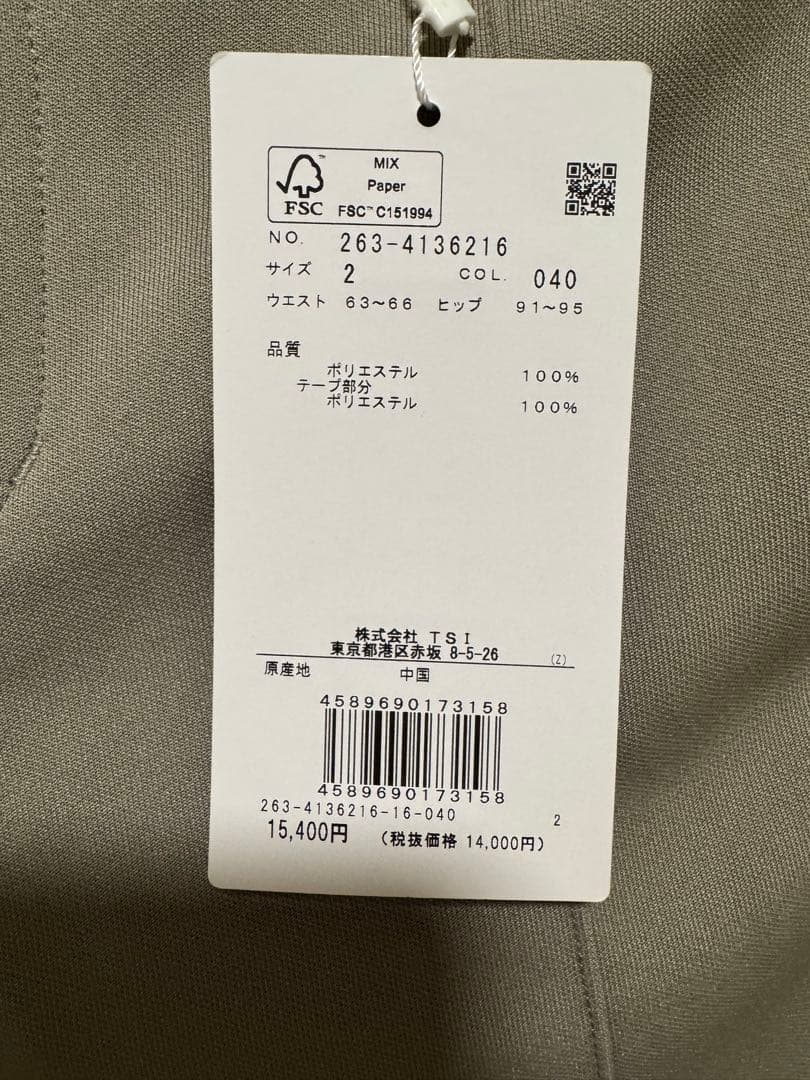 MIX
Paper
FSC™ FSC™ C151994
NO. 263-4136216
サイズ 2 COL. 040
ウエスト 63～66 ヒップ 91～95
品質
ポリエステル 100%
テープ部分
ポリエステル 100%
株式会社 TSI
東京都港区赤坂 8-5-26 (Z)
原産地 中国
4589690173158
4589690173158
263-4136216-16-040 2
15,400円 (税抜価格 14,000円)